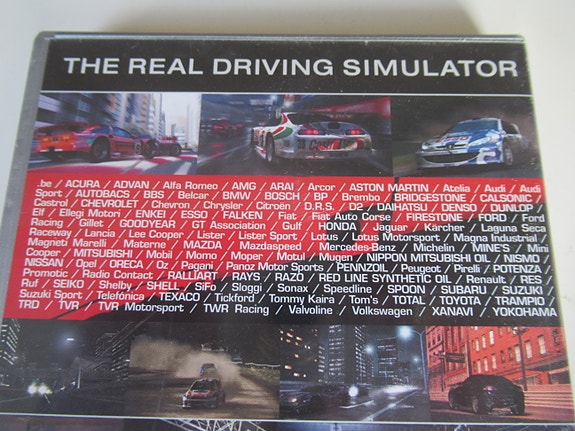 THE REAL DRIVING SIMULATOR
.be / ACURA / ADVAN / Alfa Romeo / AMG / ARAI / Arcor / ASTON MARTIN / Atelia / Audi / Audi
Sport / AUTOBACS / BBS / Belcar / BMW / BOSCH / BP / Brembo / BRIDGESTONE / CALSONIC /
Castrol / CHEVROLET / Chevron / Chrysler / Citroën / D.R.S. / D2 / DAIHATSU / DENSO / DUNLOP /
Elf / Ellegi Motori / ENKEI / ESSO / FALKEN / Fiat / Fiat Auto Corse / FIRESTONE / FORD / Ford
Racing / Gillet / GOODYEAR / GT Association / Gulf / HONDA / Jaguar / Kärcher / Laguna Seca
Raceway / Lancia / Lee Cooper / Lister / Lister Sport / Lotus / Lotus Motorsport / Magna Industrial /
Magneti Marelli / Materne / MAZDA / Mazdaspeed / Mercedes-Benz / Michelin / MINE'S / Mini
Cooper / MITSUBISHI / Mobil / Momo / Moper / Motul / Mugen / NIPPON MITSUBISHI OIL / NISMO
NISSAN / Opel / ORECA / Oz / Pagani / Panoz Motor Sports / PENNZOIL / Peugeot / Pirelli / POTENZA
Promotic / Radio Contact / RALLIART / RAYS / RAZO / RED LINE SYNTHETIC OIL / Renault / RES
Ruf / SEIKO / Shelby / SHELL / SiFo / Sloggi / Sonax / Speedline / SPOON / SUBARU / SUZUKI /
Suzuki Sport / Telefónica / TEXACO / Tickford / Tommy Kaira / Tom's / TOTAL / TOYOTA / TRAMPIO /
TRD / TVR / TVR Motorsport / TWR Racing / Valvoline / Volkswagen / XANAVI / YOKOHAMA